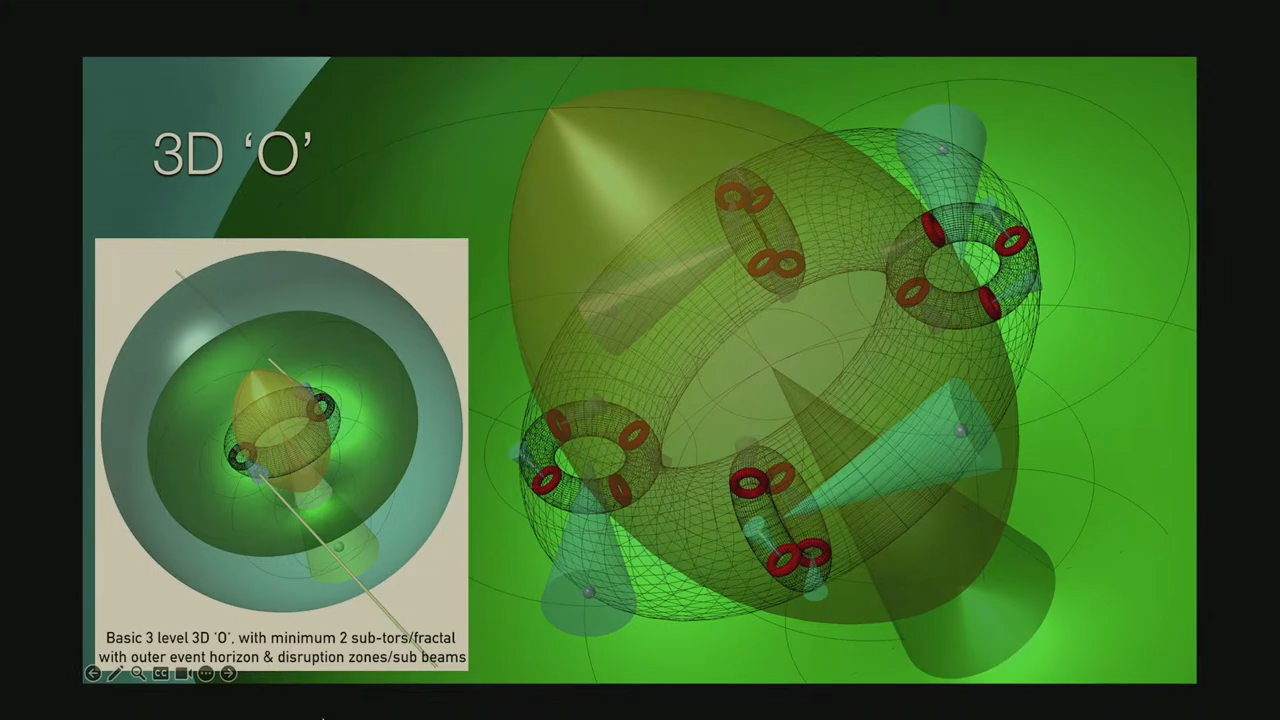 3D ‘O’
Basic 3 level 3D ‘O’, with minimum 2 sub-tors/fractal
with outer event horizon & disruption zones/sub beams
CC